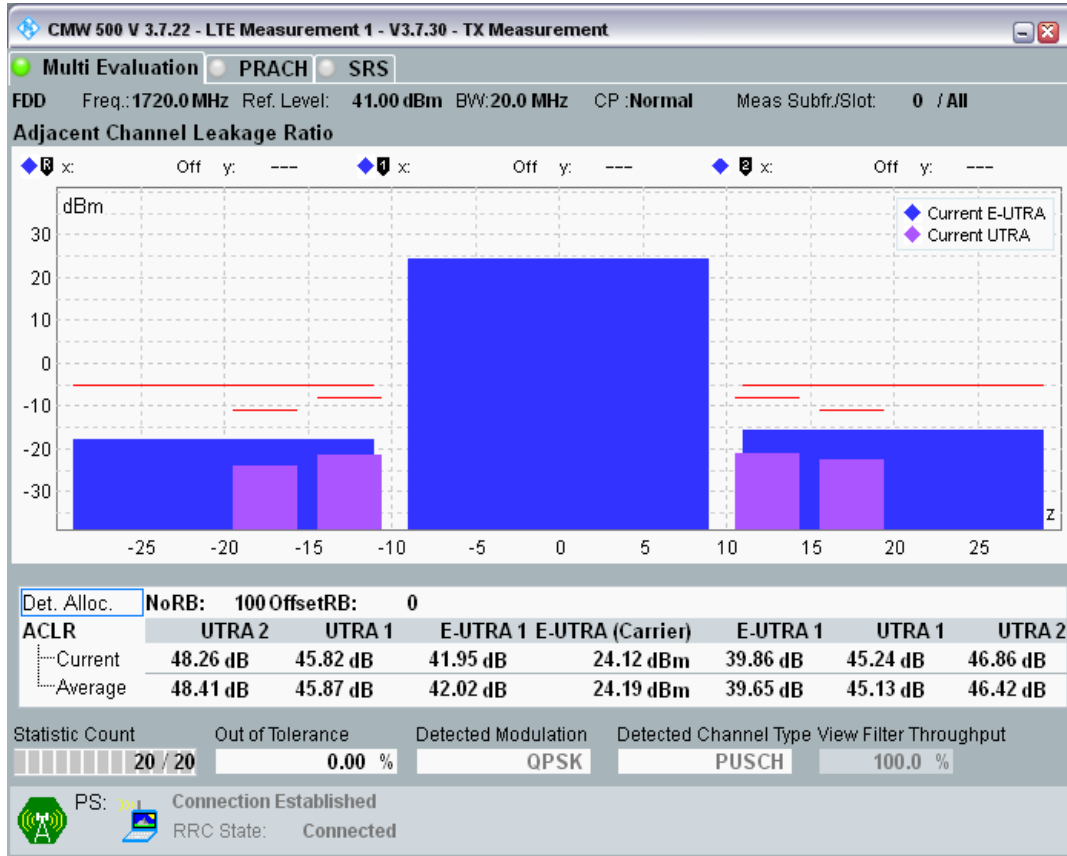 CMW 500 V 3.7.22 - LTE Measurement 1 - V3.7.30 - TX Measurement
Multi Evaluation PRACH SRS
FDD Freq.:1720.0 MHz Ref. Level: 41.00 dBm BW:20.0 MHz CP :Normal Meas Subfr./Slot: 0 / All
Adjacent Channel Leakage Ratio
R x: Off y: --- 1 x: Off y: --- 2 x: Off y: ---
dBm
Current E-UTRA
Current UTRA
30
20
10
0
-10
-20
-30
z
-25 -20 -15 -10 -5 0 5 10 15 20 25
Det. Alloc. NoRB: 100 OffsetRB: 0
ACLR UTRA 2 UTRA 1 E-UTRA 1 E-UTRA (Carrier) E-UTRA 1 UTRA 1 UTRA 2
Current 48.26 dB 45.82 dB 41.95 dB 24.12 dBm 39.86 dB 45.24 dB 46.86 dB
Average 48.41 dB 45.87 dB 42.02 dB 24.19 dBm 39.65 dB 45.13 dB 46.42 dB
Statistic Count Out of Tolerance Detected Modulation Detected Channel Type View Filter Throughput
20 / 20 0.00 % QPSK PUSCH 100.0 %
PS: Connection Established
RRC State: Connected